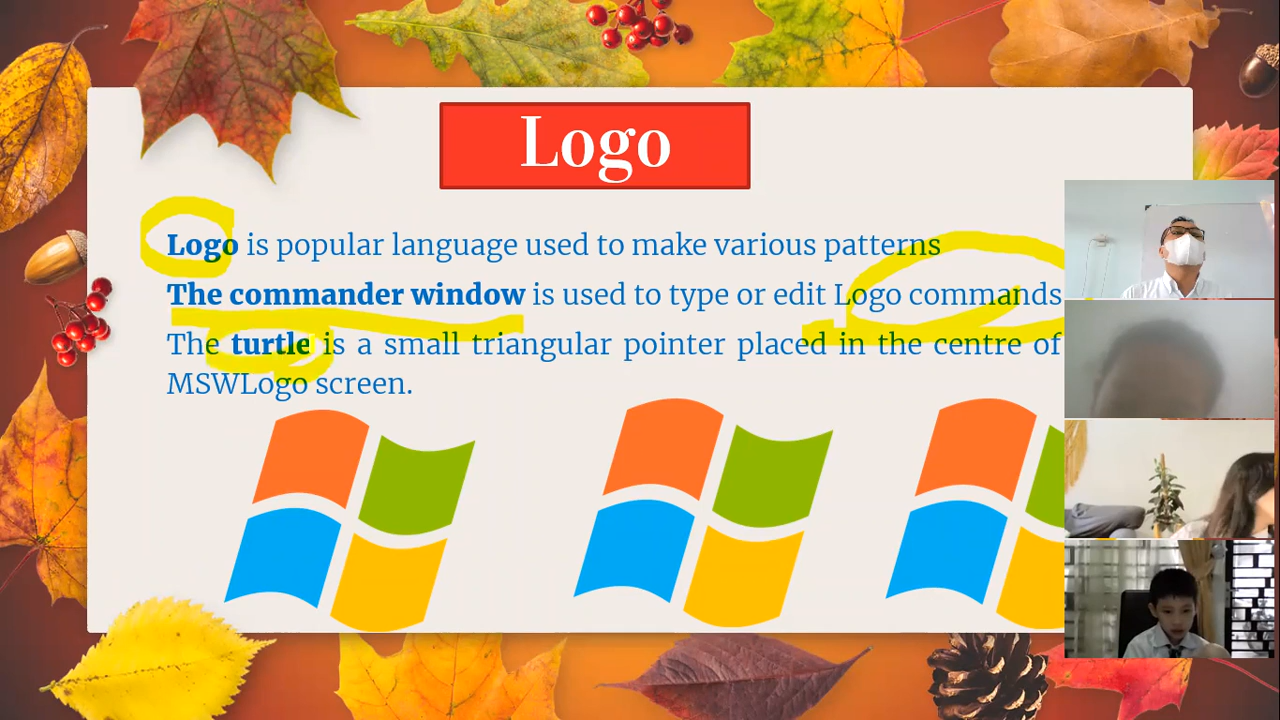 Logo
Logo is popular language used to make various patterns
The commander window is used to type or edit Logo commands
The turtle is a small triangular pointer placed in the centre of
MSWLogo screen.